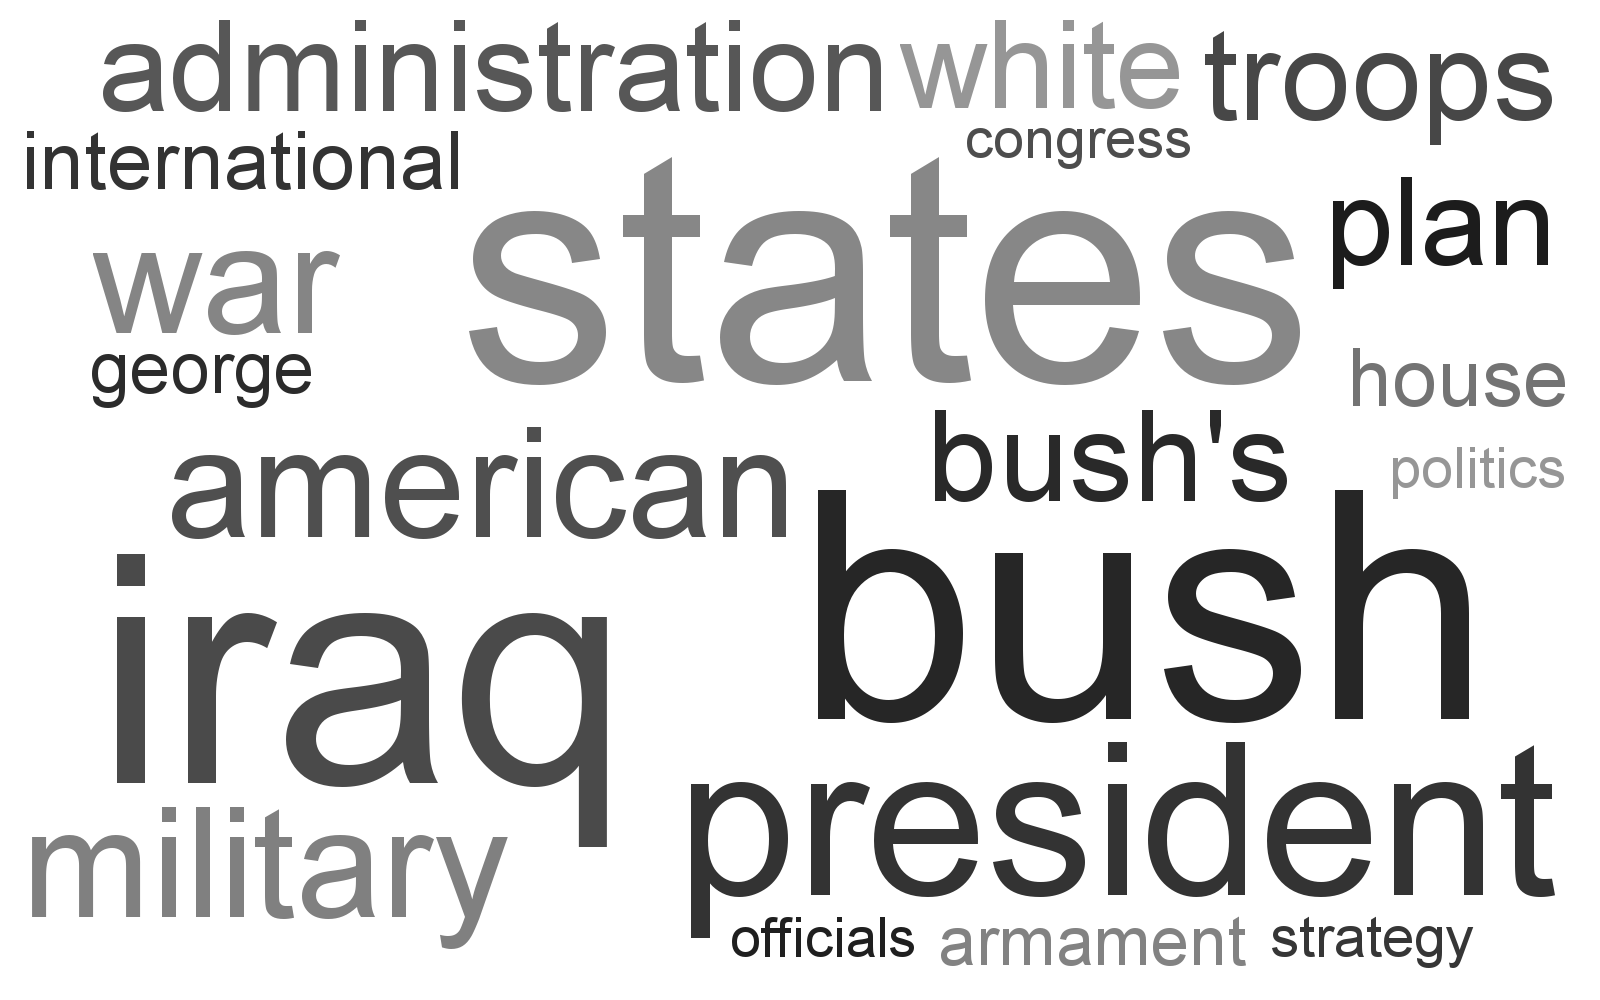 administration white troops
international congress
states plan
war
george house
american bush's politics
iraq bush
military president
officials armament strategy